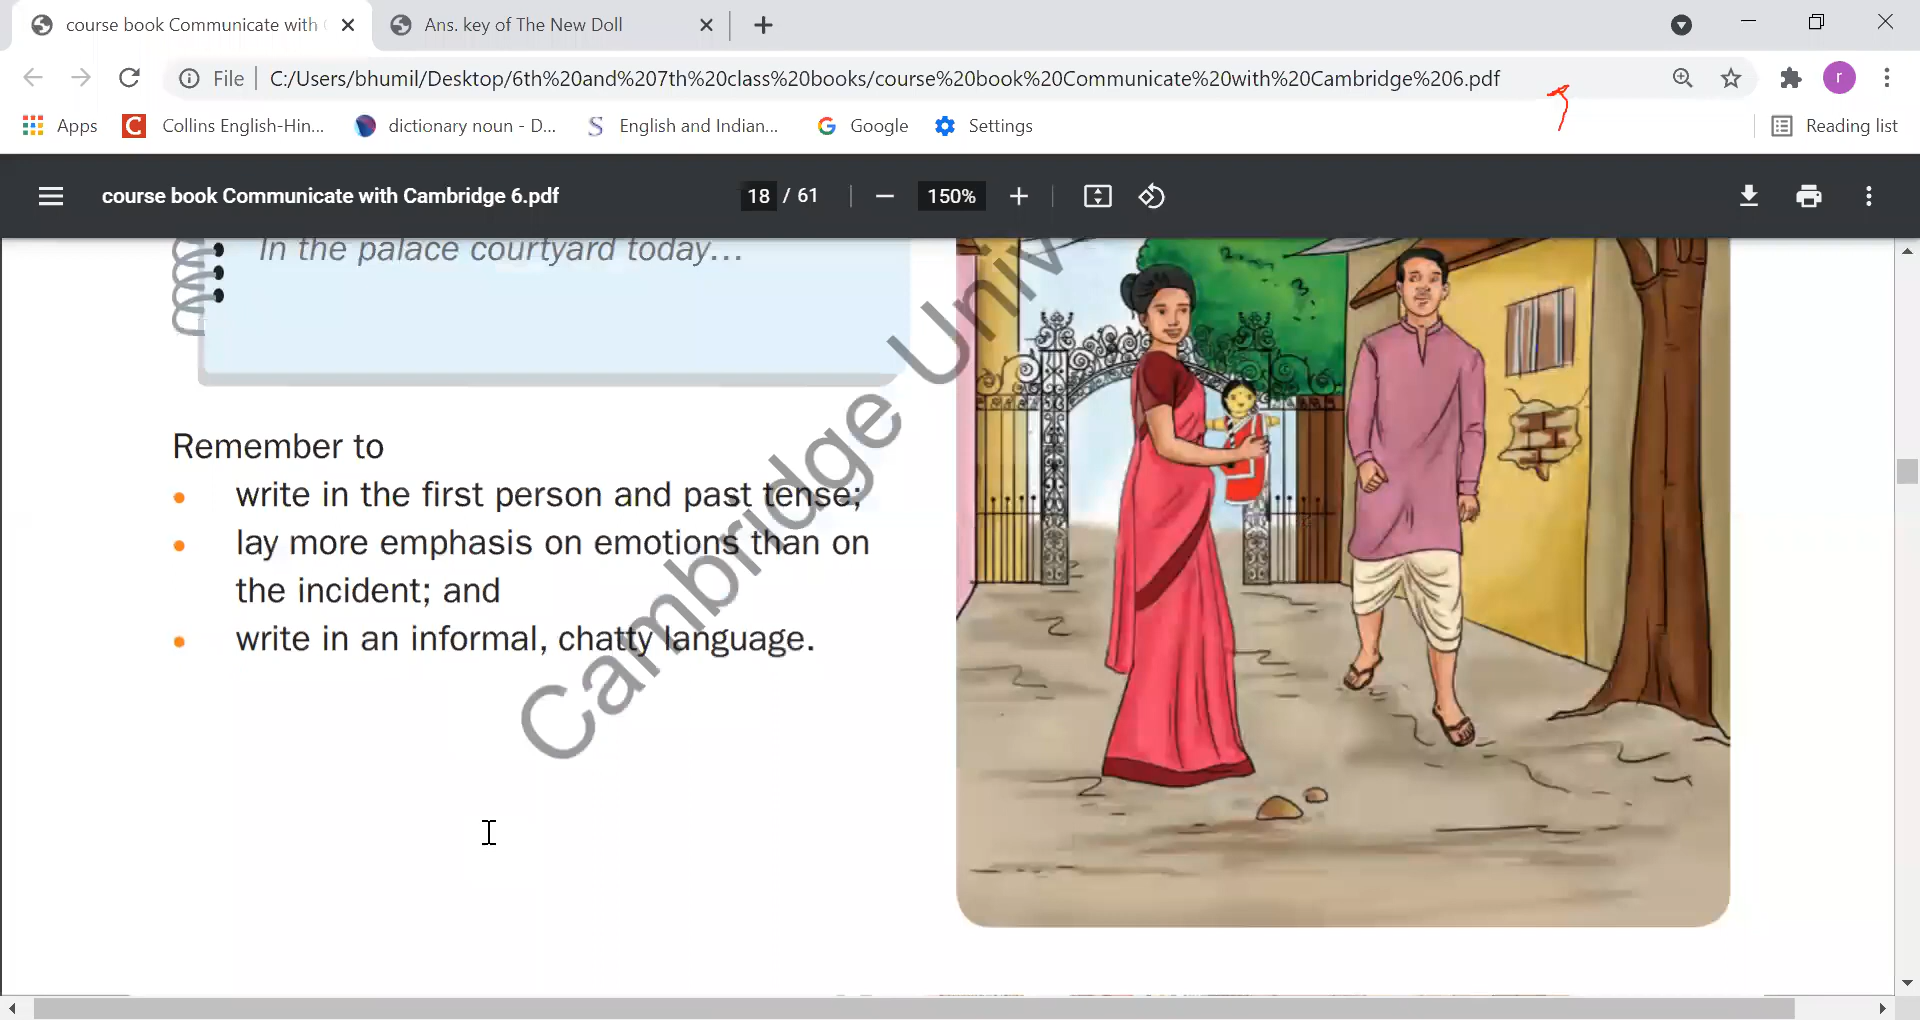 course book Communicate with
Ans. key of The New Doll
File
C:/Users/bhumil/Desktop/6th%20and%207th%20class%20books/course%20book%20Communicate%20with%20Cambridge%206.pdf
r
Apps
Collins English-Hin...
dictionary noun - D...
English and Indian...
Google
Settings
Reading list
course book Communicate with Cambridge 6.pdf
18 / 61
150%
In the palace courtyard today...
Remember to
• write in the first person and past tense;
• lay more emphasis on emotions than on
the incident; and
• write in an informal, chatty language.
Cambridge Univ